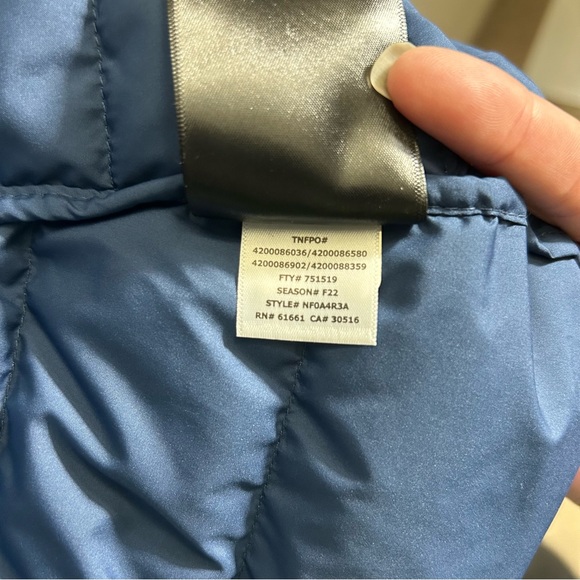 TNFPO#
4200086036/4200086580
4200086902/4200088359
FTY# 751519
SEASON# F22
STYLE# NF0A4R3A
RN# 61661 CA# 30516